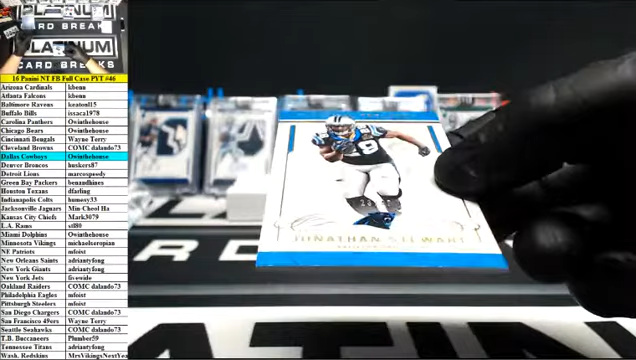 PLATINUM
CARD BREAKS
PLATINUM
CARD BREAKS
16 Panini NT FB Full Case PYT #46
Arizona Cardinals kbenn
Atlanta Falcons kbenn
Baltimore Ravens keatonl15
Buffalo Bills issaca1978
Carolina Panthers Owinthehouse
Chicago Bears Owinthehouse
Cincinnati Bengals Wayne Terry
Cleveland Browns COMC dalando73
Dallas Cowboys Owinthehouse
Denver Broncos huskers87
Detroit Lions marcospeedy
Green Bay Packers benandhines
Houston Texans dfarling
Indianapolis Colts
Jacksonville Jaguars Min-Cheol Ha
Kansas City Chiefs Mark3079
L.A. Rams stl80
Miami Dolphins Owinthehouse
Minnesota Vikings michaelseropian
NE Patriots mfoist
New Orleans Saints adriantyfong
New York Giants adriantyfong
New York Jets fivewide
Oakland Raiders COMC dalando73
Philadelphia Eagles mfoist
Pittsburgh Steelers mfoist
San Diego Chargers COMC dalando73
San Francisco 49ers Wayne Terry
Seattle Seahawks COMC dalando73
T.B. Buccaneers Plumber59
Tennessee Titans adriantyfong
Wash. Redskins MrsVikingsNextYea
JONATHAN STEWART